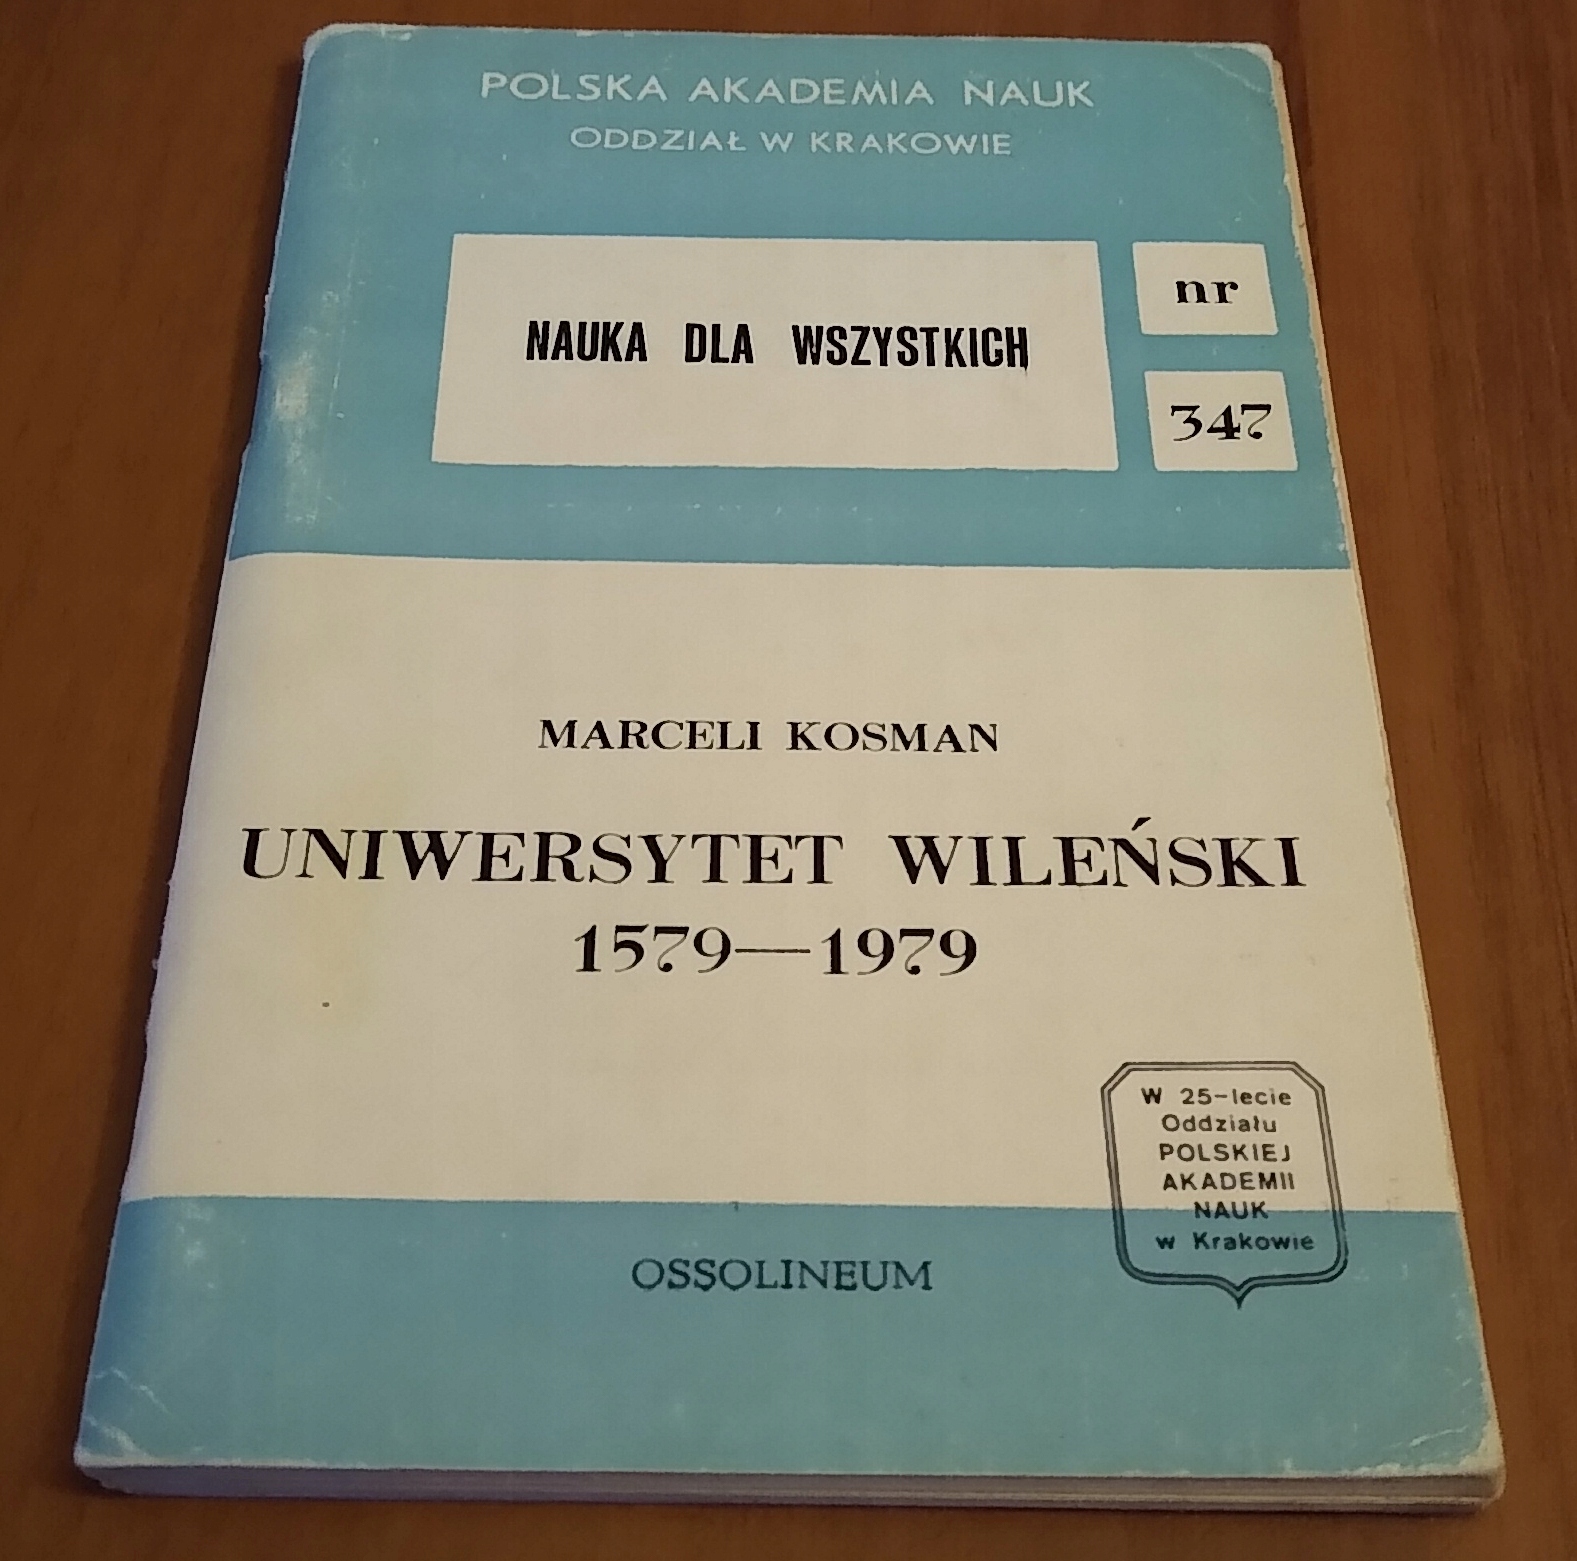 POLSKA AKADEMIA NAUK
ODDZIAŁ W KRAKOWIE
NAUKA DLA WSZYSTKICH
nr
347
MARCELI KOSMAN
UNIWERSYTET WILEŃSKI
1579—1979
W 25-lecie
Oddziału
POLSKIEJ
AKADEMII
NAUK
w Krakowie
OSSOLINEUM